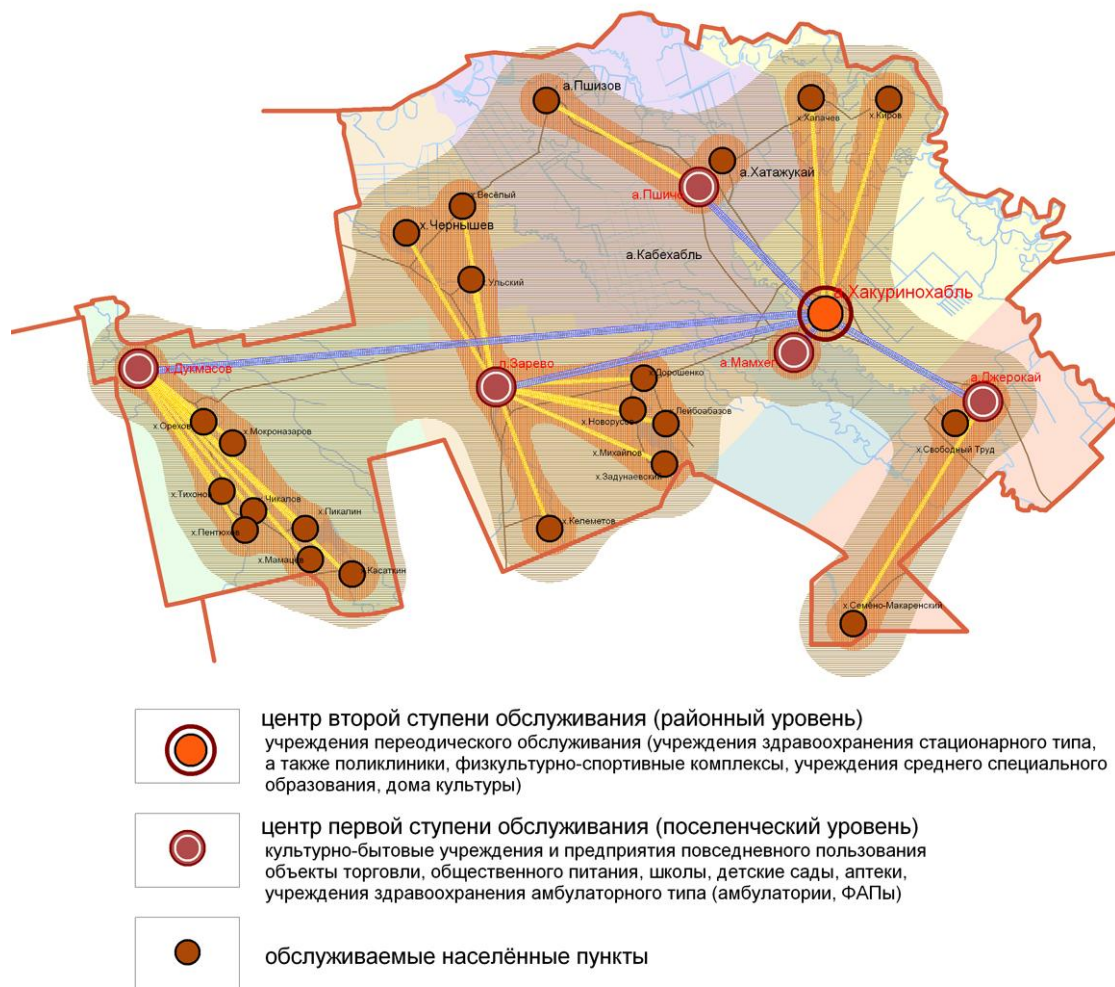 а.Пшизов
х.Хапачев
х.Киров
а.Хатажукай
а.Пшичо
х.Весёлый
х.Чернышев
а.Кабехабль
х.Ульский
а.Хакуринохабль
п.Зарево
х.Дукмасов
а.Мамхег
х.Дорошенко
а.Джерокай
х.Новорусов
х.Лейбоабазов
х.Орехов
х.Мокроназаров
х.Михайлов
х.Свободный Труд
х.Задунаевский
х.Тихонов
х.Чикалов
х.Пикалин
х.Пентюхов
х.Келеметов
х.Мамацев
х.Касаткин
х.Семёно-Макаренский
центр второй ступени обслуживания (районный уровень)
учреждения переодического обслуживания (учреждения здравоохранения стационарного типа,
а также поликлиники, физкультурно-спортивные комплексы, учреждения среднего специального
образования, дома культуры)
центр первой ступени обслуживания (поселенческий уровень)
культурно-бытовые учреждения и предприятия повседневного пользования
объекты торговли, общественного питания, школы, детские сады, аптеки,
учреждения здравоохранения амбулаторного типа (амбулатории, ФАПы)
обслуживаемые населённые пункты